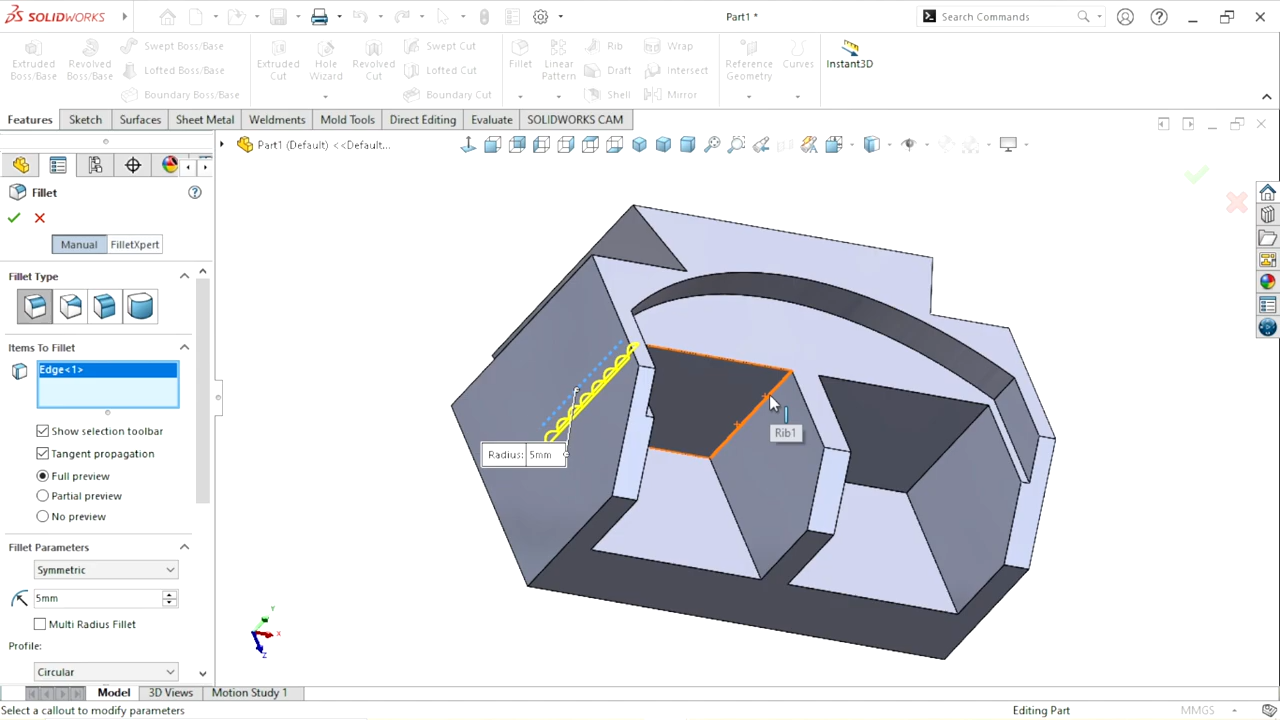 SOLIDWORKS
Part1 *
Search Commands
Extruded Boss/Base
Revolved Boss/Base
Swept Boss/Base
Lofted Boss/Base
Boundary Boss/Base
Extruded Cut
Hole Wizard
Revolved Cut
Swept Cut
Lofted Cut
Boundary Cut
Fillet
Linear Pattern
Rib
Draft
Shell
Wrap
Intersect
Mirror
Reference Geometry
Curves
Instant3D
Features
Sketch
Surfaces
Sheet Metal
Weldments
Mold Tools
Direct Editing
Evaluate
SOLIDWORKS CAM
Part1 (Default) <<Default...
Fillet
Manual
FilletXpert
Fillet Type
Items To Fillet
Edge<1>
Show selection toolbar
Tangent propagation
Full preview
Partial preview
No preview
Fillet Parameters
Symmetric
5mm
Multi Radius Fillet
Profile:
Circular
Radius: 5mm
Rib1
Y
X
Z
Model
3D Views
Motion Study 1
Select a callout to modify parameters
Editing Part
MMGS